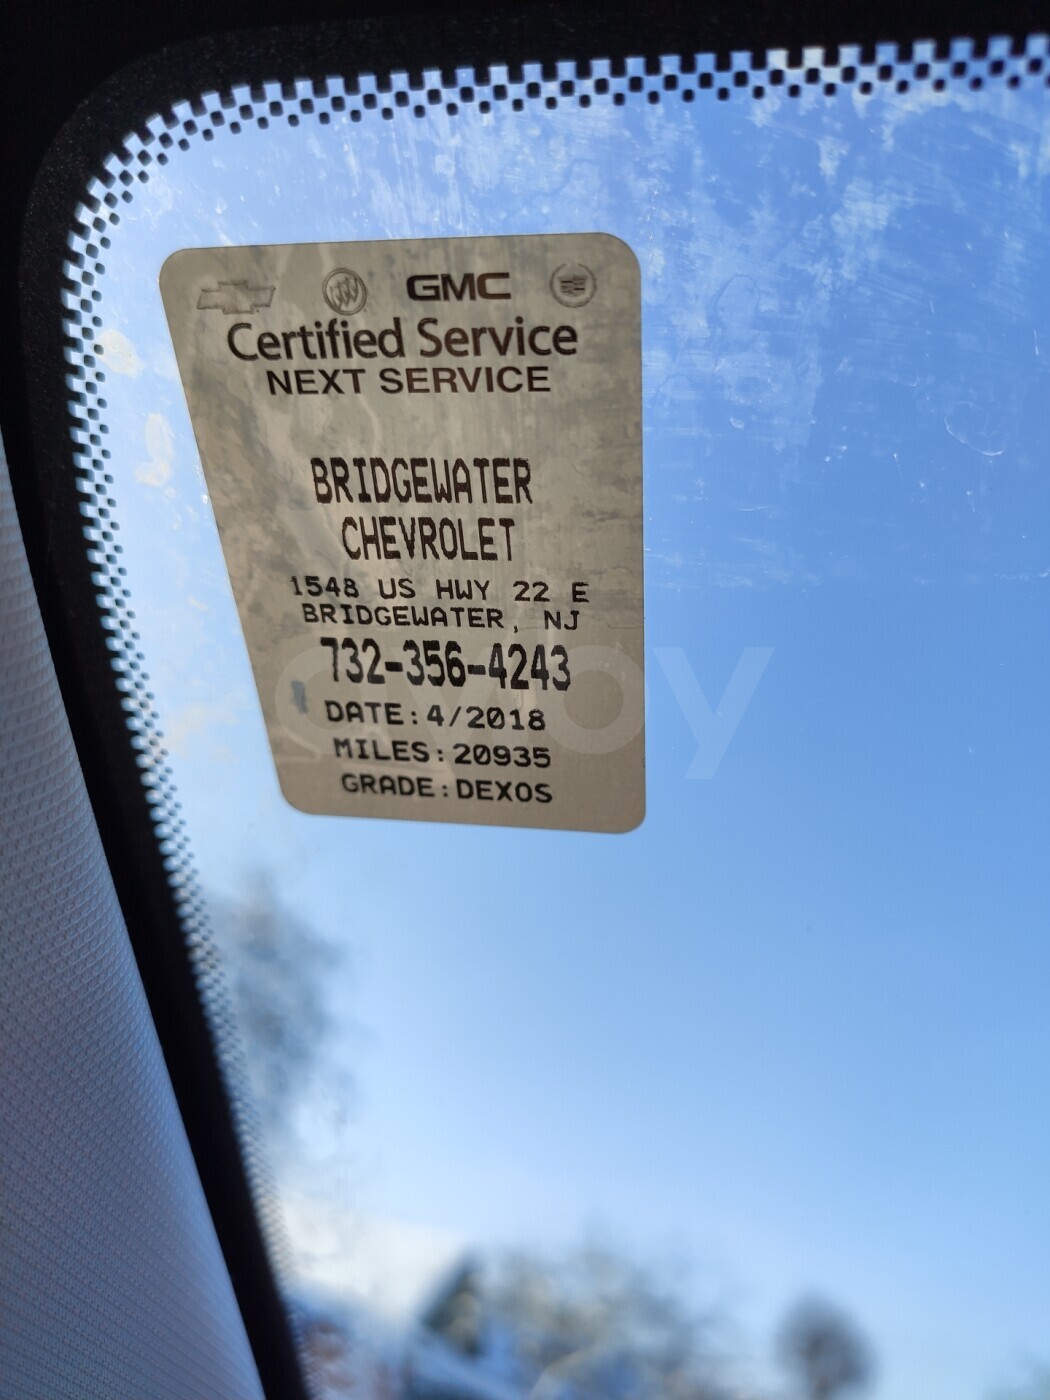 GMC
Certified Service
NEXT SERVICE
BRIDGEWATER
CHEVROLET
1548 US HWY 22 E
BRIDGEWATER, NJ
732-356-4243
DATE:4/2018
MILES:20935
GRADE:DEXOS
ayvoy